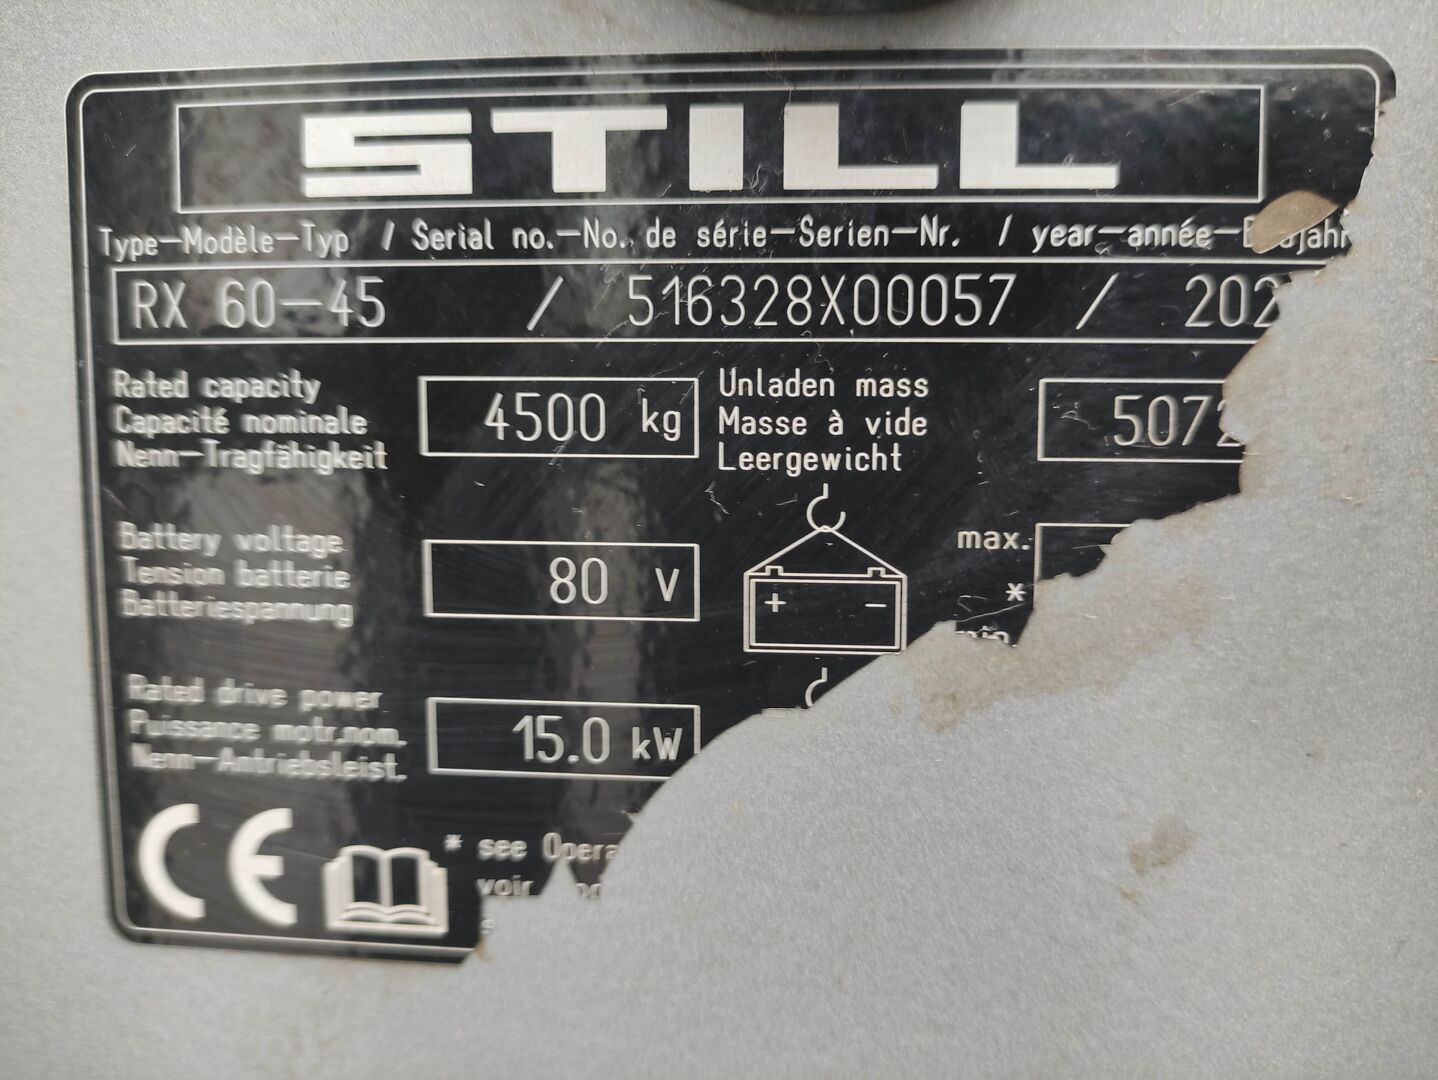 STILL
Type-Modèle-Typ / Serial no.-No. de série-Serien-Nr. / year-année-
RX 60-45 / 516328X00057 / 202
Rated capacity
Capacité nominale
Nenn-Tragfähigkeit
4500 kg
Unladen mass
Masse à vide
Leergewicht
5072
Battery voltage
Tension batterie
Batteriespannung
80 V
+ -
max.
*
min
Rated drive power
Puissance motr.nom.
Nenn-Antriebsleist.
15.0 kW
CE
* see Opera
voir